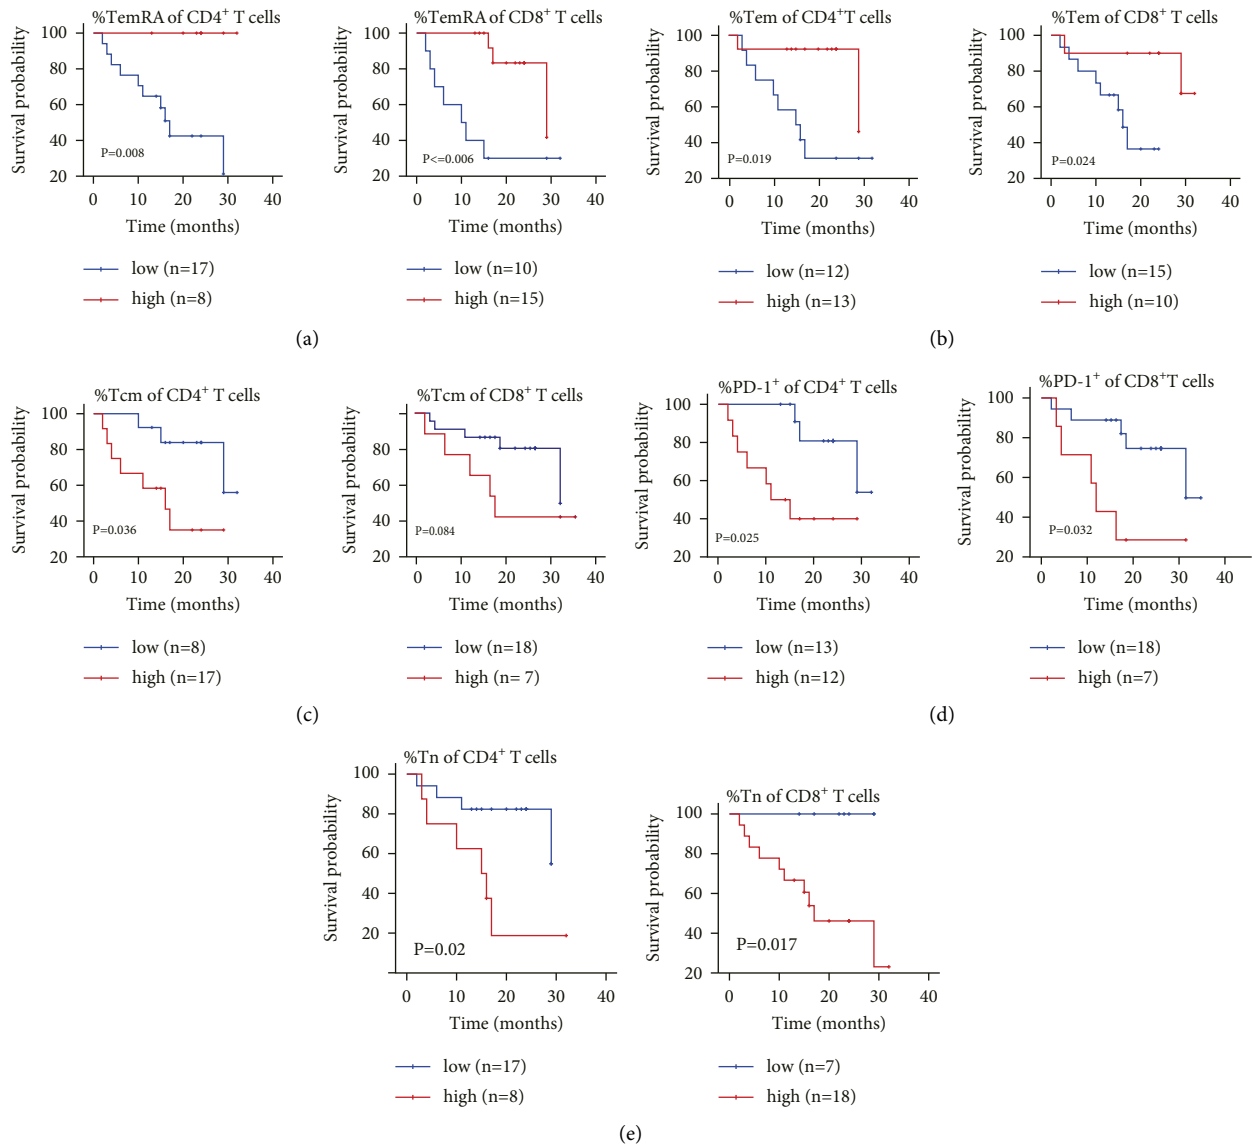 %TemRA of CD4+ T cells
Survival probability
100
80
60
40
20
P=0.008
0 10 20 30 40
Time (months)
low (n=17)
high (n=8)
%TemRA of CD8+ T cells
Survival probability
100
80
60
40
20
P<=0.006
0 10 20 30 40
Time (months)
low (n=10)
high (n=15)
(a)
%Tem of CD4+T cells
Survival probability
100
80
60
40
20
P=0.019
0 10 20 30 40
Time (months)
low (n=12)
high (n=13)
%Tem of CD8+ T cells
Survival probability
100
80
60
40
20
P=0.024
0 10 20 30 40
Time (months)
low (n=15)
high (n=10)
(b)
%Tcm of CD4+ T cells
Survival probability
100
80
60
40
20
P=0.036
0 10 20 30 40
Time (months)
low (n=8)
high (n=17)
%Tcm of CD8+ T cells
Survival probability
100
80
60
40
20
P=0.084
0 10 20 30 40
Time (months)
low (n=18)
high (n= 7)
(c)
%PD-1+ of CD4+ T cells
Survival probability
100
80
60
40
20
P=0.025
0 10 20 30 40
Time (months)
low (n=13)
high (n=12)
%PD-1+ of CD8+T cells
Survival probability
100
80
60
40
20
P=0.032
0 10 20 30 40
Time (months)
low (n=18)
high (n=7)
(d)
%Tn of CD4+ T cells
Survival probability
100
80
60
40
20
P=0.02
0 10 20 30 40
Time (months)
low (n=17)
high (n=8)
%Tn of CD8+ T cells
Survival probability
100
80
60
40
20
P=0.017
0 10 20 30 40
Time (months)
low (n=7)
high (n=18)
(e)